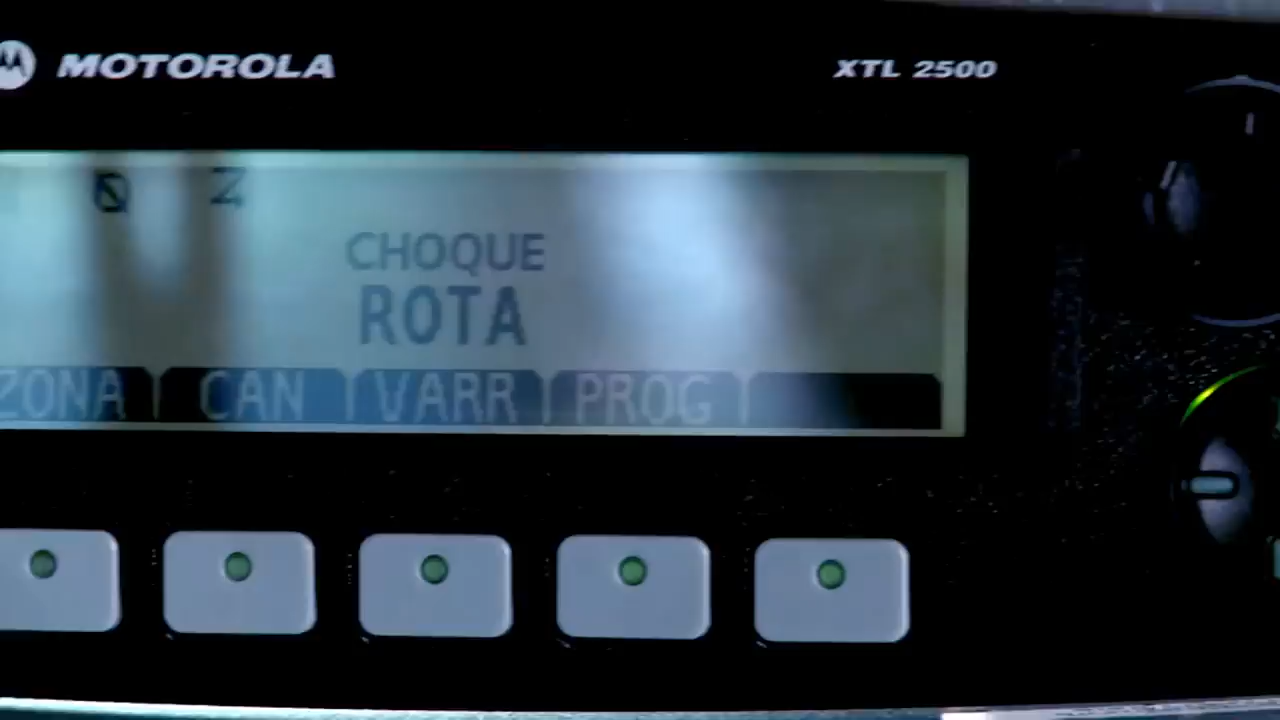 MOTOROLA
XTL 2500
CHOQUE
ROTA
ZONA CAN VARR PROG